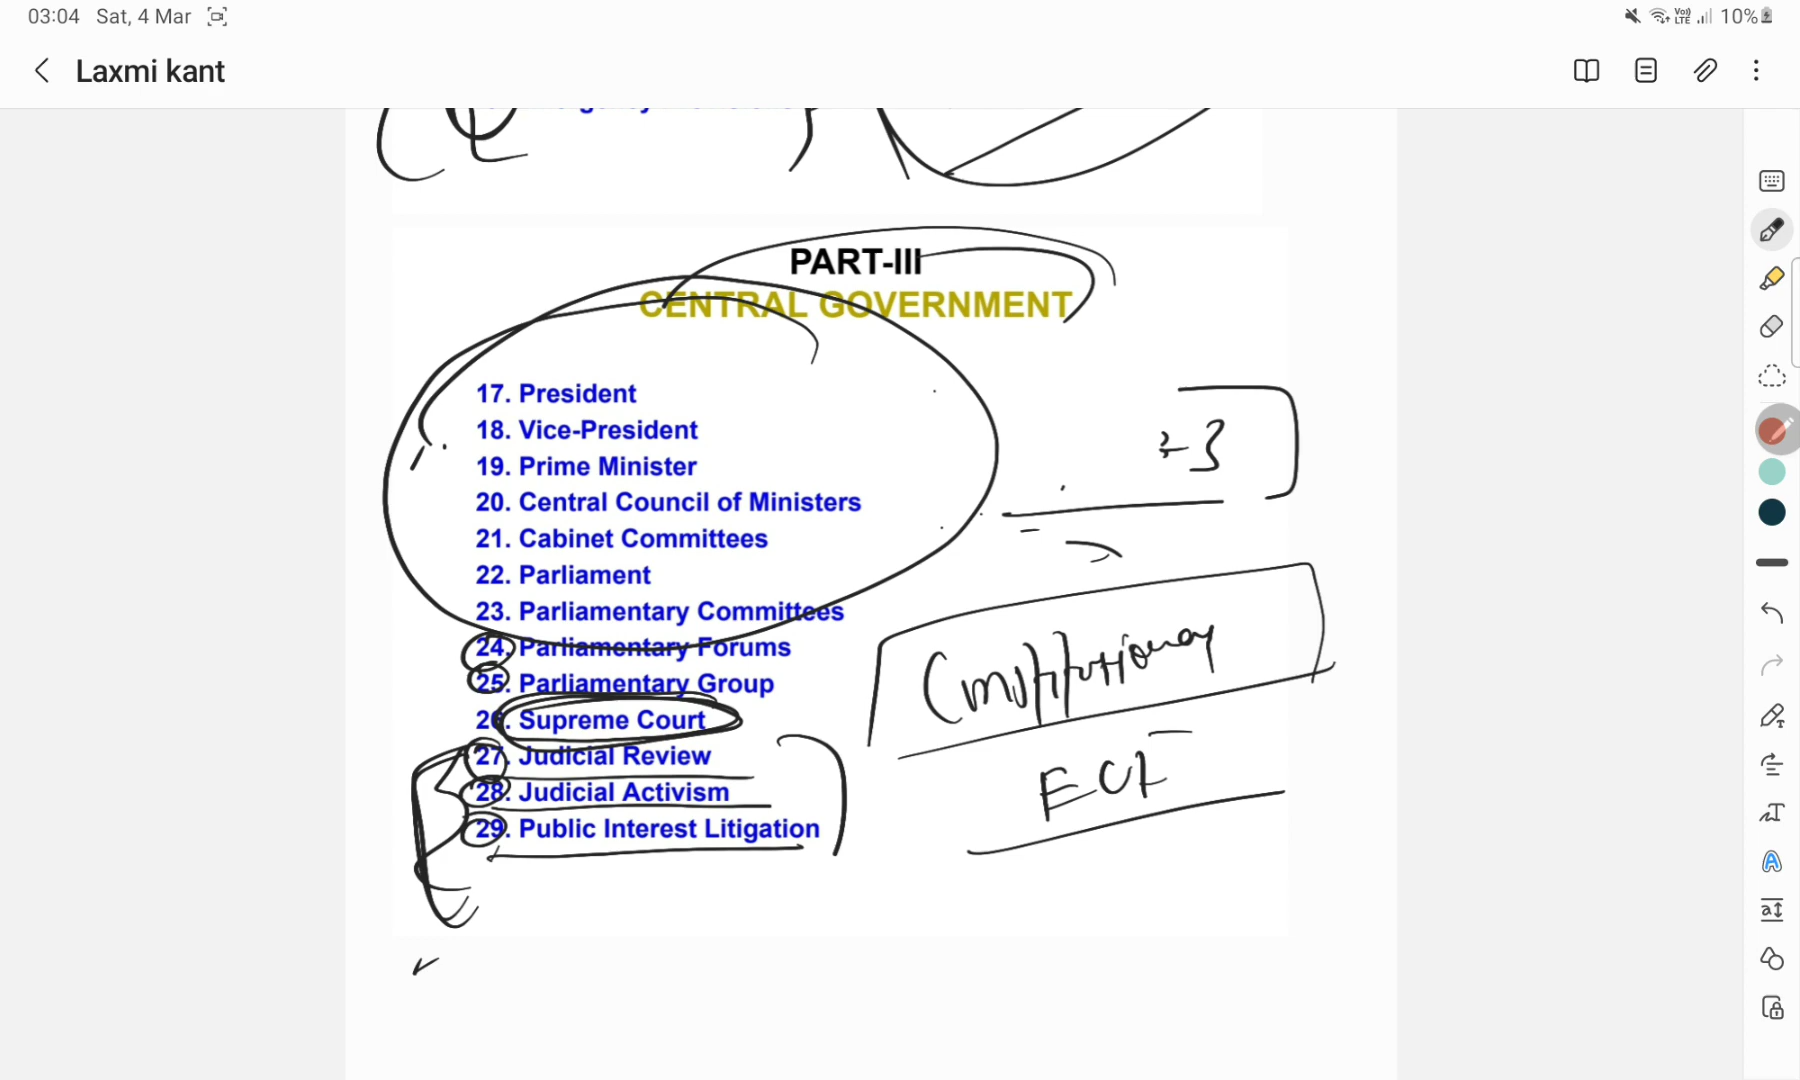 03:04 Sat, 4 Mar
10%
Laxmi kant
PART-III
CENTRAL GOVERNMENT
17. President
18. Vice-President
19. Prime Minister
20. Central Council of Ministers
21. Cabinet Committees
22. Parliament
23. Parliamentary Committees
24. Parliamentary Forums
25. Parliamentary Group
26. Supreme Court
27. Judicial Review
28. Judicial Activism
29. Public Interest Litigation
ECI